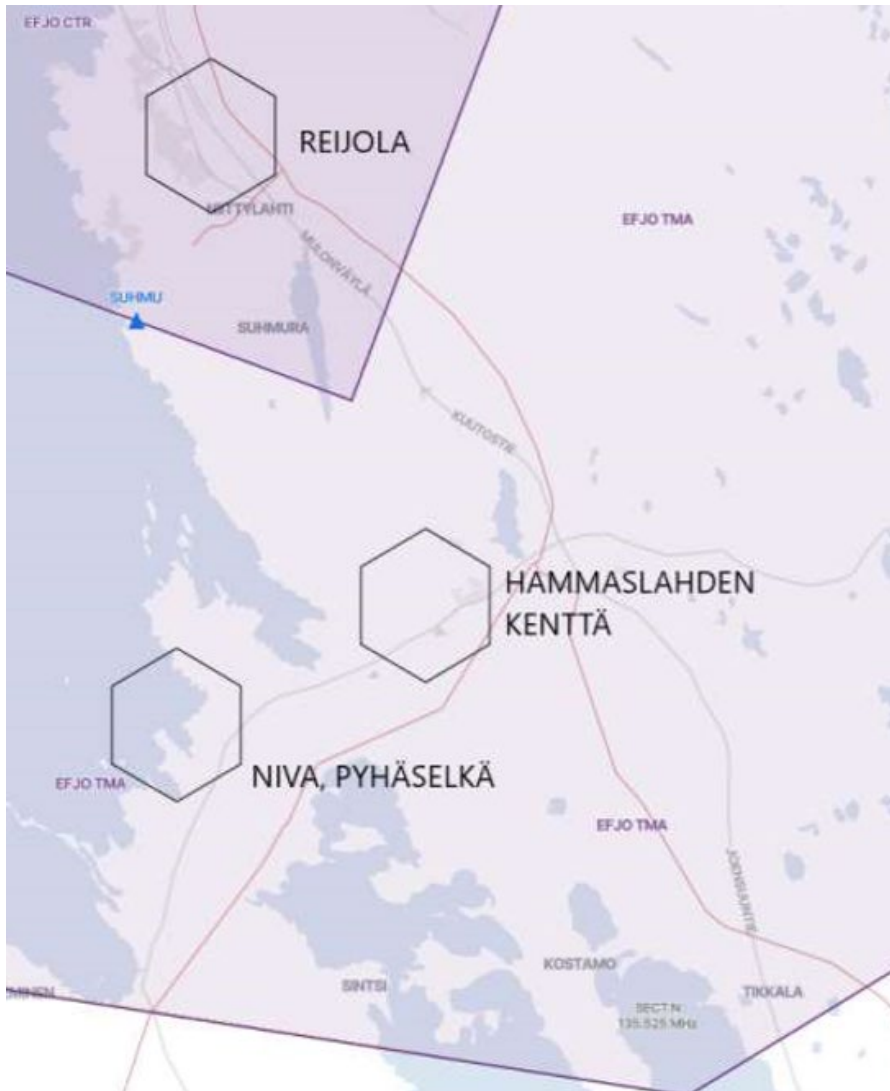 EFJO CTR
REIJOLA
NIITTYLAHTI
EFJO TMA
MULONVÄYLÄ
SUHMU
SUHMURA
KUUTOSTIE
HAMMASLAHDEN
KENTTÄ
NIVA, PYHÄSELKÄ
EFJO TMA
EFJO TMA
JOENSUUNTIE
KOSTAMO
SINTSI
TIKKALA
SECT N
135.525 MHz